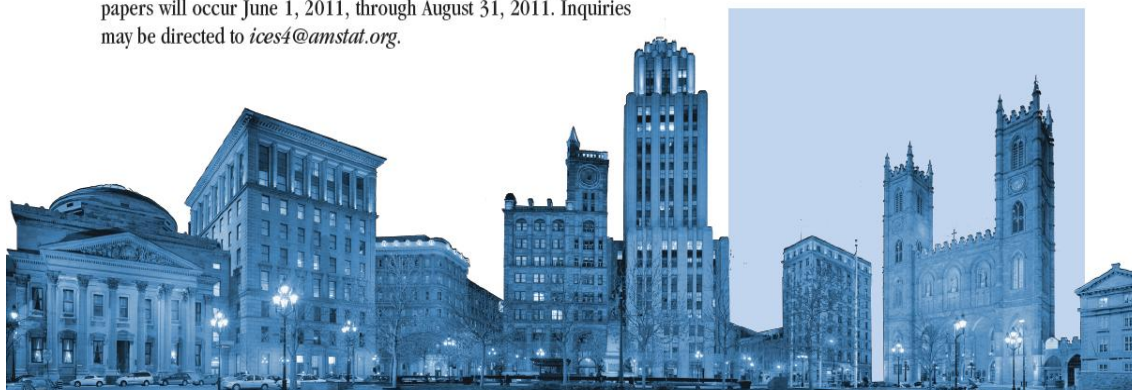 papers will occur June 1, 2011, through August 31, 2011. Inquiries
may be directed to ices4@amstat.org.